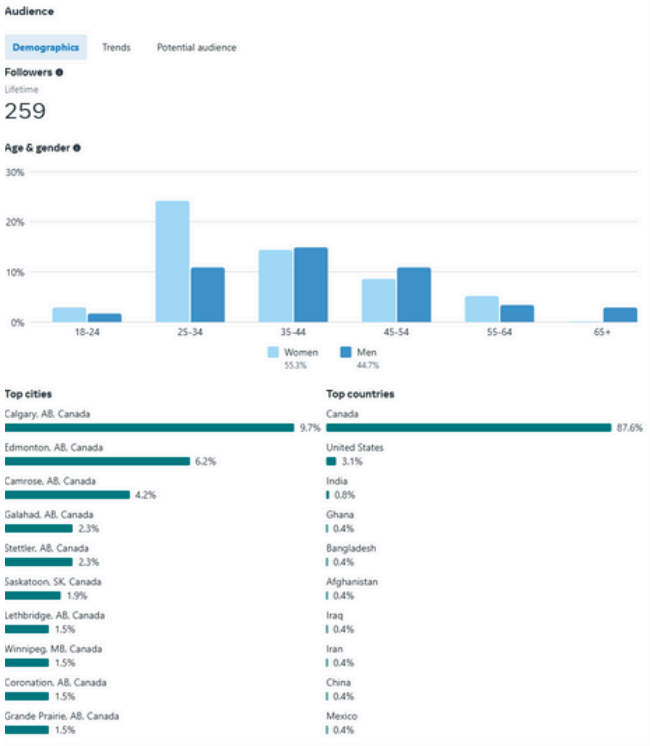 Audience
Demographics Trends Potential audience
Followers
Lifetime
259
Age & gender
30%
20%
10%
0%
18-24 25-34 35-44 45-54 55-64 65+
Women Men
55.3% 44.7%
Top cities
Calgary, AB, Canada
9.7%
Edmonton, AB, Canada
6.2%
Camrose, AB, Canada
4.2%
Galahad, AB, Canada
2.3%
Stettler, AB, Canada
2.3%
Saskatoon, SK, Canada
1.9%
Lethbridge, AB, Canada
1.5%
Winnipeg, MB, Canada
1.5%
Coronation, AB, Canada
1.5%
Grande Prairie, AB, Canada
1.5%
Top countries
Canada
87.6%
United States
3.1%
India
0.8%
Ghana
0.4%
Bangladesh
0.4%
Afghanistan
0.4%
Iraq
0.4%
Iran
0.4%
China
0.4%
Mexico
0.4%